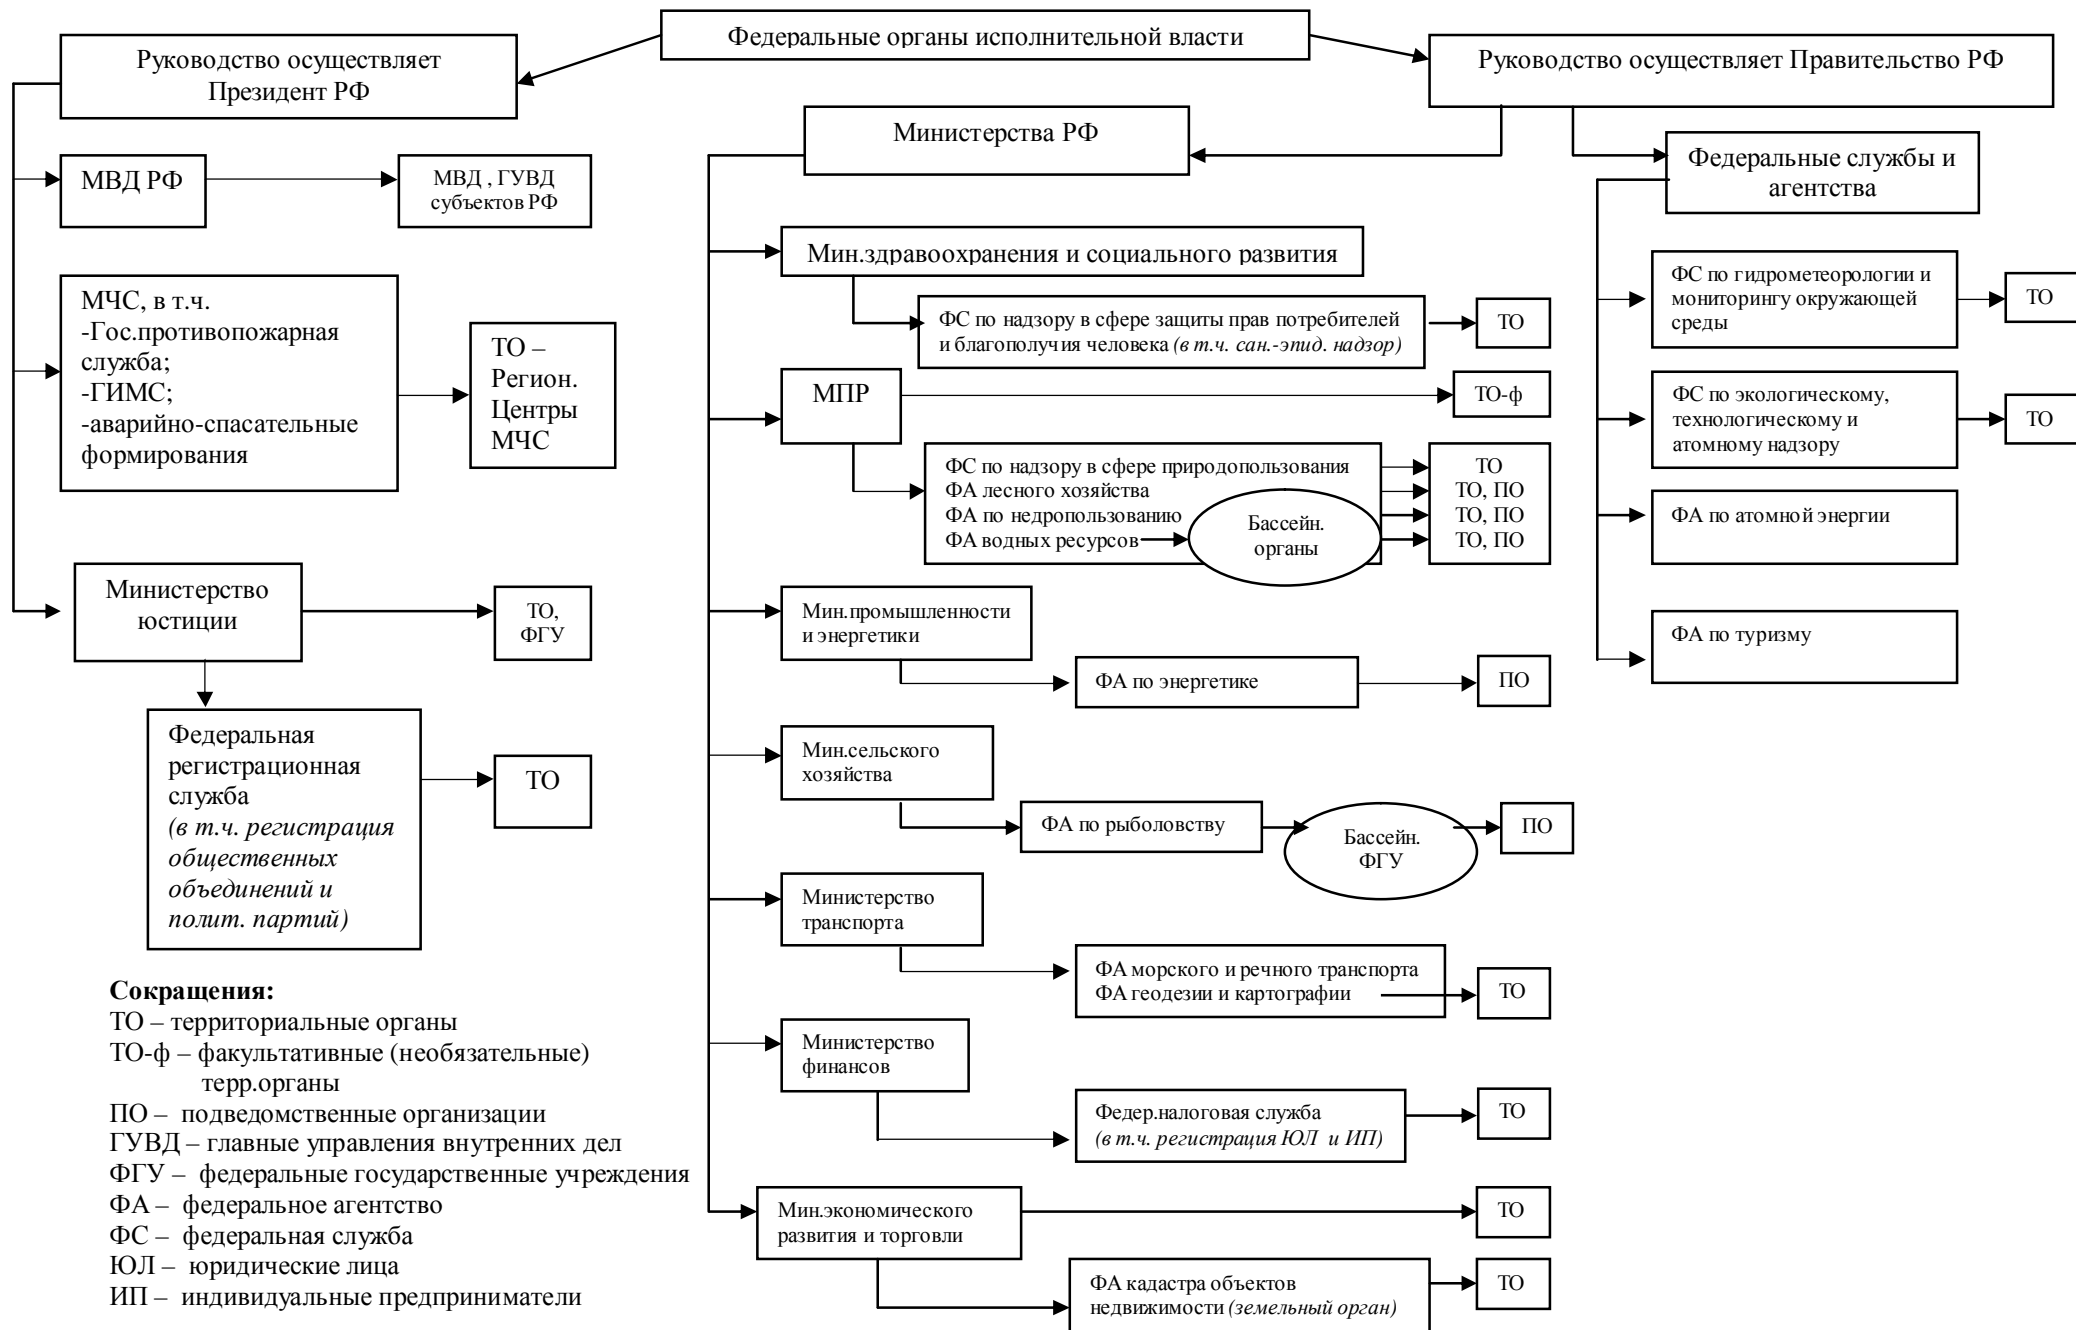 Федеральные органы исполнительной власти
Руководство осуществляет
Президент РФ
Руководство осуществляет Правительство РФ
МВД РФ
МВД , ГУВД
субъектов РФ
МЧС, в т.ч.
-Гос.противопожарная
служба;
-ГИМС;
-аварийно-спасательные
формирования
ТО –
Регион.
Центры
МЧС
Министерство
юстиции
ТО,
ФГУ
Федеральная
регистрационная
служба
(в т.ч. регистрация
общественных
объединений и
полит. партий)
ТО
Министерства РФ
Мин.здравоохранения и социального развития
ФС по надзору в сфере защиты прав потребителей
и благополучия человека (в т.ч. сан.-эпид. надзор)
ТО
МПР
ТО-ф
ФС по надзору в сфере природопользования
ФА лесного хозяйства
ФА по недропользованию
ФА водных ресурсов
Бассейн.
органы
ТО
ТО, ПО
ТО, ПО
ТО, ПО
Мин.промышленности
и энергетики
ФА по энергетике
ПО
Мин.сельского
хозяйства
ФА по рыболовству
Бассейн.
ФГУ
ПО
Министерство
транспорта
ФА морского и речного транспорта
ФА геодезии и картографии
ТО
Министерство
финансов
Федер.налоговая служба
(в т.ч. регистрация ЮЛ и ИП)
ТО
Мин.экономического
развития и торговли
ТО
ФА кадастра объектов
недвижимости (земельный орган)
ТО
Федеральные службы и
агентства
ФС по гидрометеорологии и
мониторингу окружающей
среды
ТО
ФС по экологическому,
технологическому и
атомному надзору
ТО
ФА по атомной энергии
ФА по туризму
Сокращения:
ТО – территориальные органы
ТО-ф – факультативные (необязательные)
терр.органы
ПО – подведомственные организации
ГУВД – главные управления внутренних дел
ФГУ – федеральные государственные учреждения
ФА – федеральное агентство
ФС – федеральная служба
ЮЛ – юридические лица
ИП – индивидуальные предприниматели